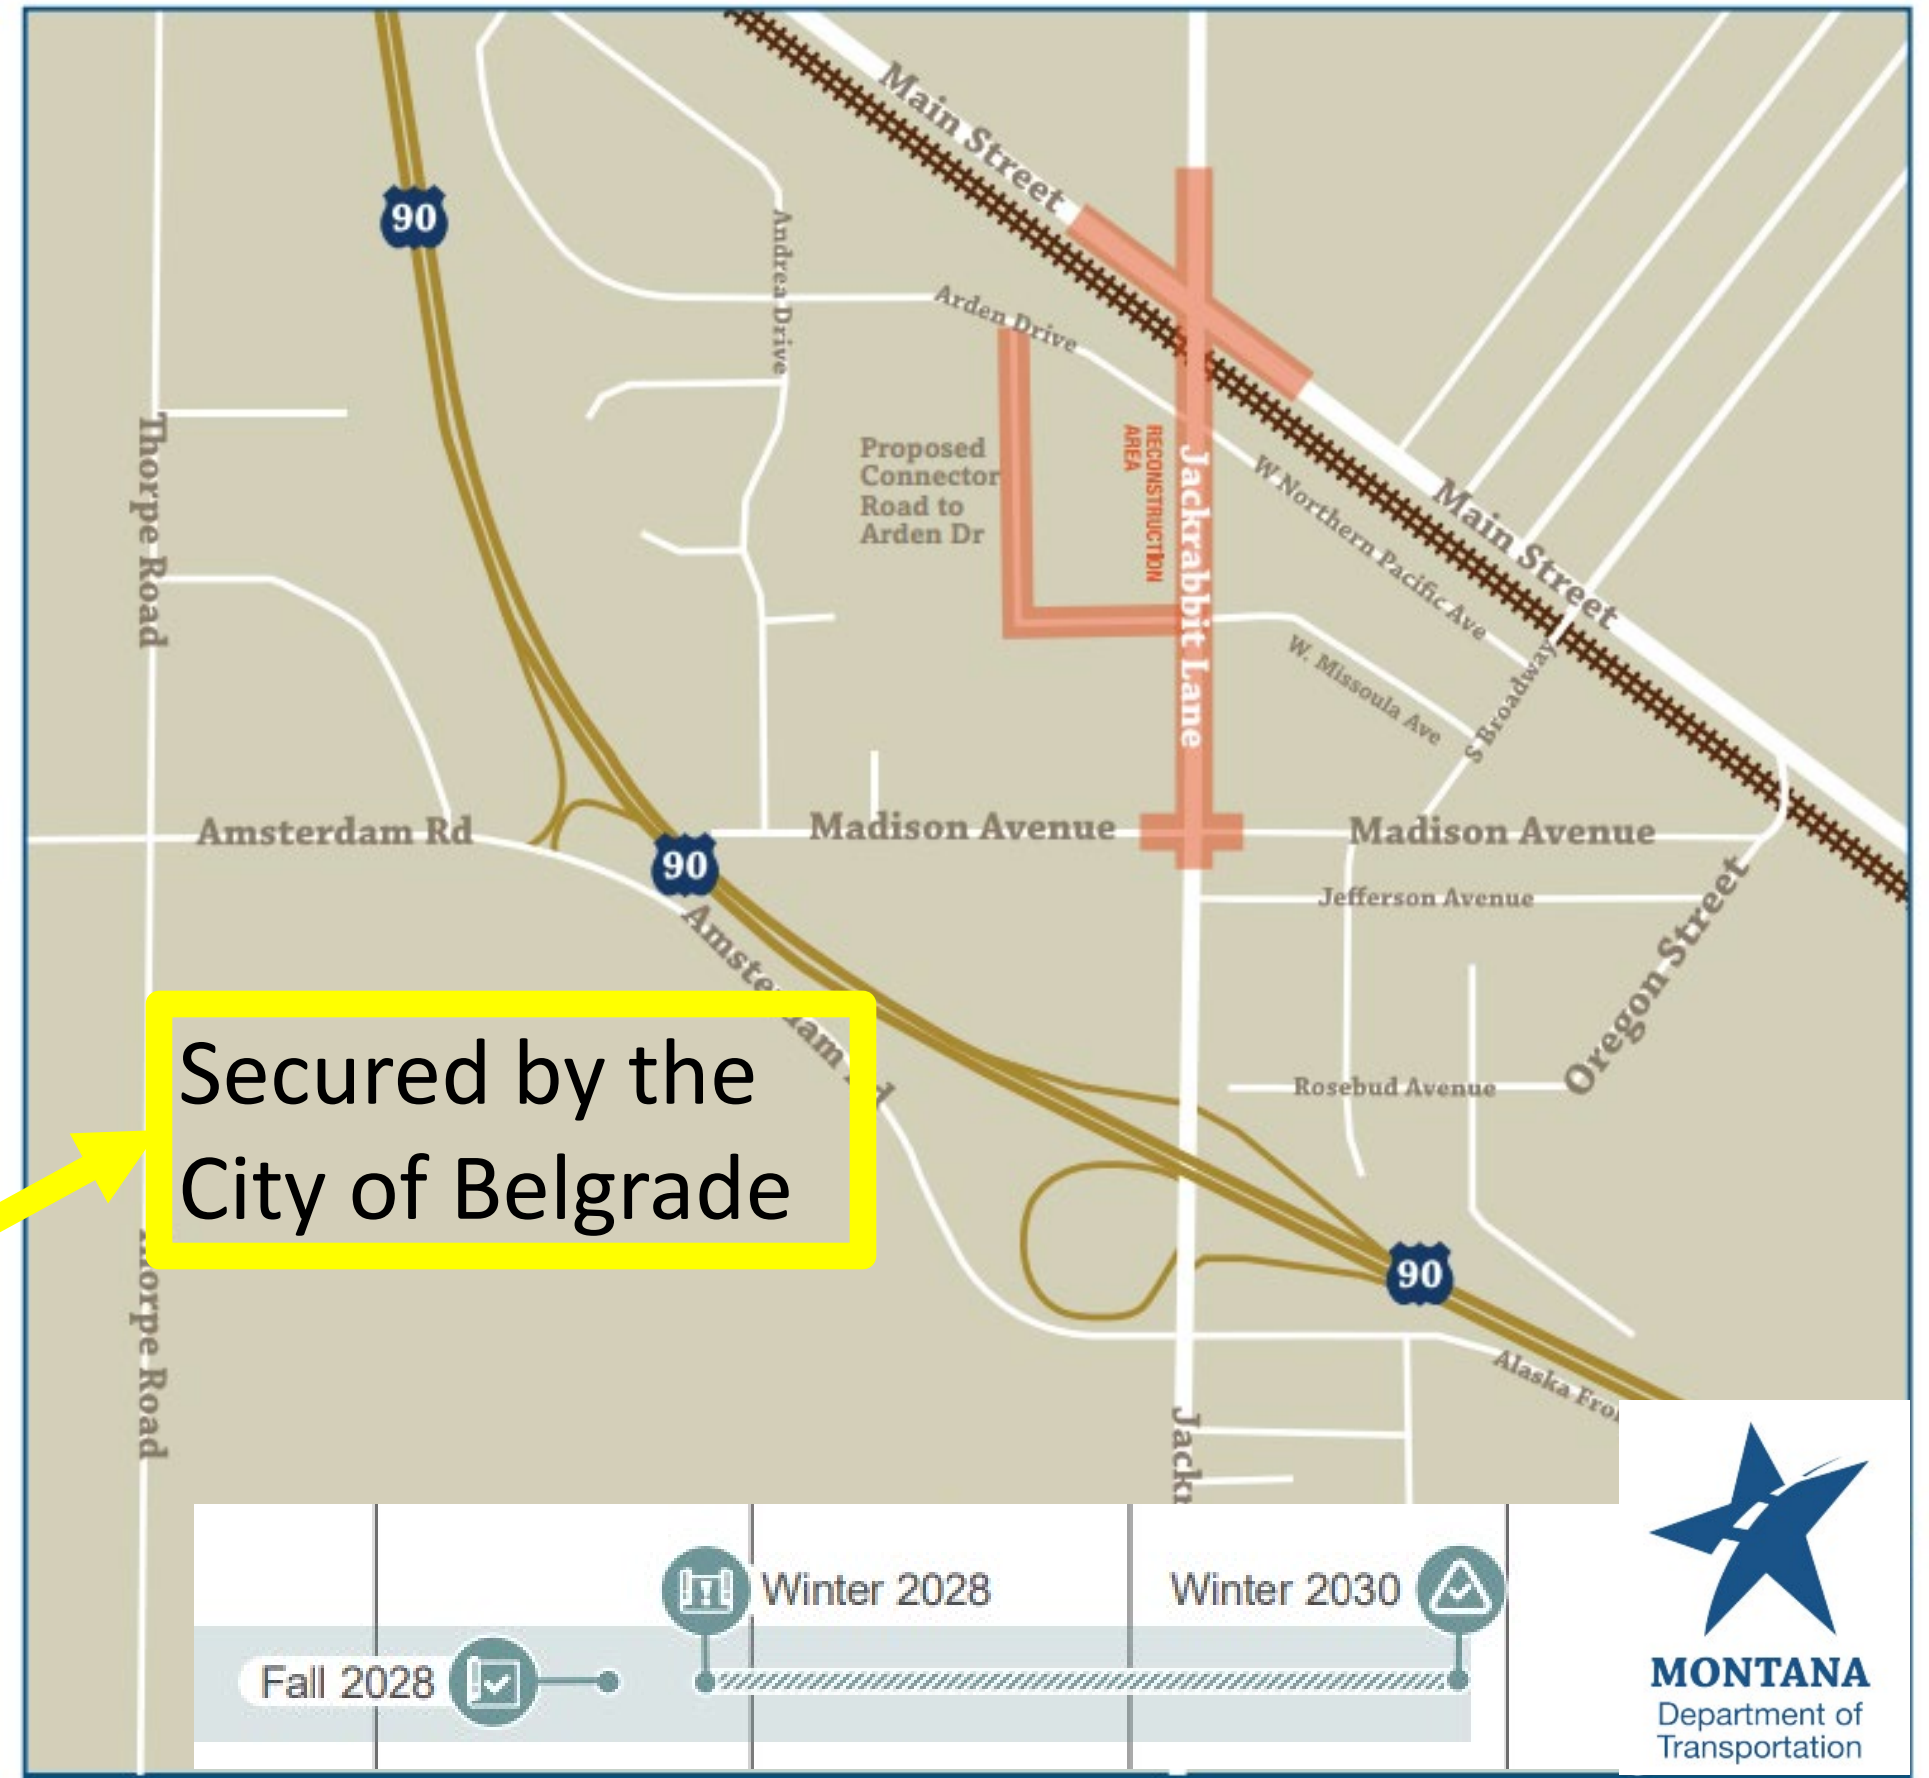 Main Street
90
Andrea Drive
Arden Drive
Thorpe Road
Proposed
Connector
Road to
Arden Dr
RECONSTRUCTION
AREA
Jackrabbit Lane
W Northern Pacific Ave
Main Street
W. Missoula Ave
S Broadway
Amsterdam Rd
90
Madison Avenue
Madison Avenue
Jefferson Avenue
Oregon Street
Secured by the
City of Belgrade
Rosebud Avenue
90
Thorpe Road
Alaska
Winter 2028
Winter 2030
Fall 2028
MONTANA
Department of
Transportation